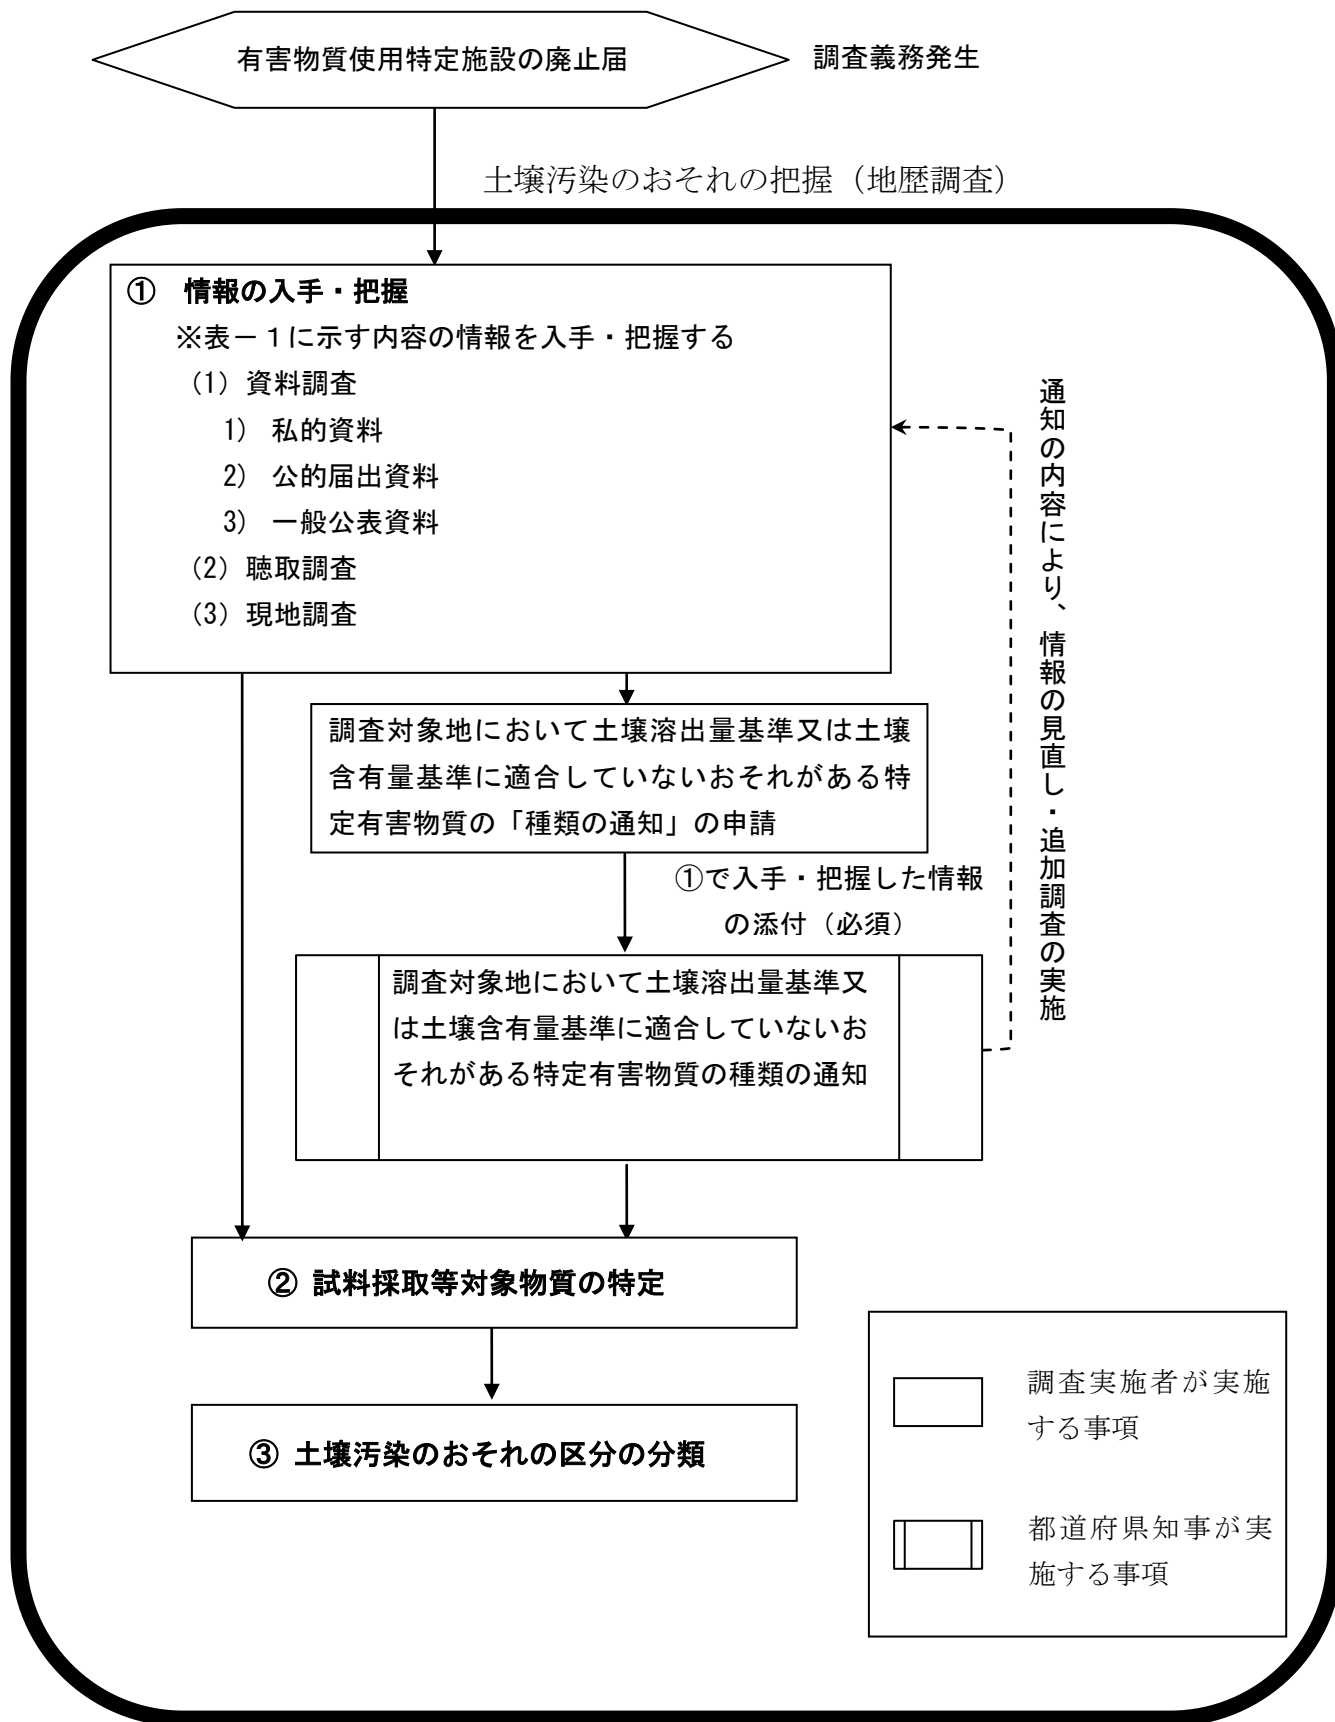 有害物質使用特定施設の廃止届
調査義務発生
土壌汚染のおそれの把握（地歴調査）
① 情報の入手・把握
※表－１に示す内容の情報を入手・把握する
(1) 資料調査
1) 私的資料
2) 公的届出資料
3) 一般公表資料
(2) 聴取調査
(3) 現地調査
通知の内容により、情報の見直し・追加調査の実施
調査対象地において土壌溶出量基準又は土壌
含有量基準に適合していないおそれがある特
定有害物質の「種類の通知」の申請
①で入手・把握した情報
の添付（必須）
調査対象地において土壌溶出量基準又
は土壌含有量基準に適合していないお
それがある特定有害物質の種類の通知
② 試料採取等対象物質の特定
③ 土壌汚染のおそれの区分の分類
調査実施者が実施
する事項
都道府県知事が実
施する事項